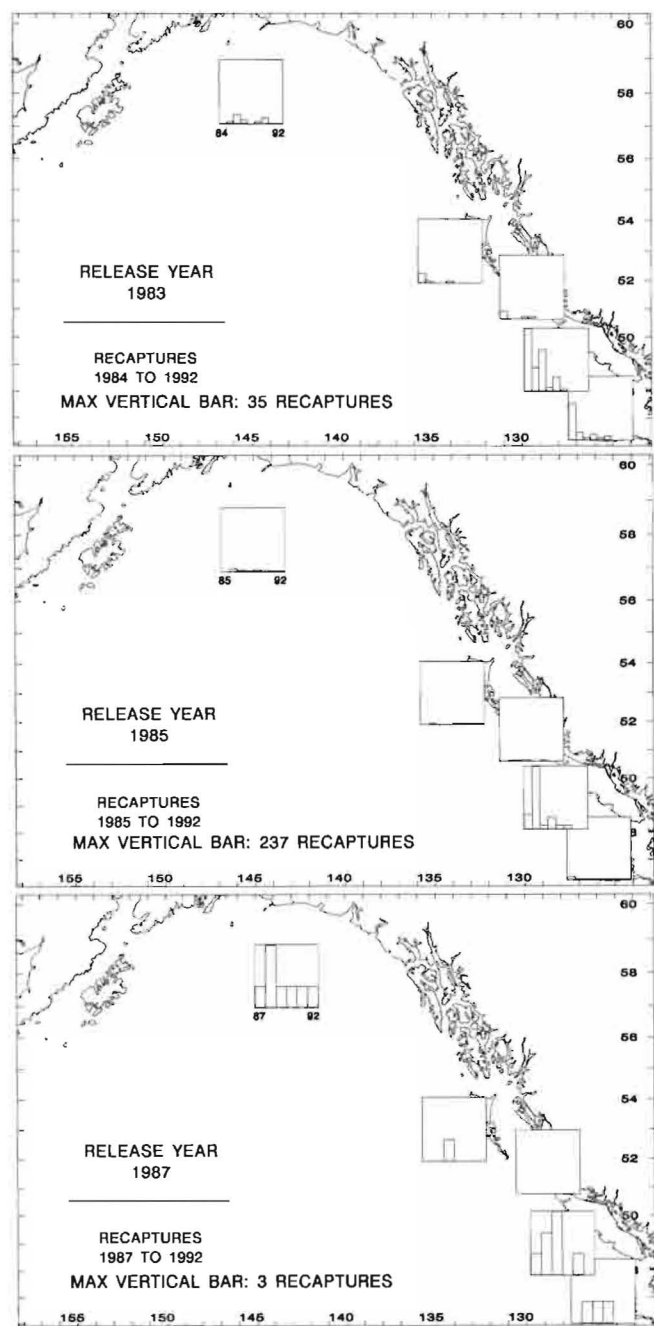 60
58
56
54
52
50
84 92
RELEASE YEAR
1983
RECAPTURES
1984 TO 1992
MAX VERTICAL BAR: 35 RECAPTURES
155 150 145 140 135 130
60
58
56
54
52
50
85 92
RELEASE YEAR
1985
RECAPTURES
1985 TO 1992
MAX VERTICAL BAR: 237 RECAPTURES
155 150 145 140 135 130
60
58
56
54
52
50
87 92
RELEASE YEAR
1987
RECAPTURES
1987 TO 1992
MAX VERTICAL BAR: 3 RECAPTURES
155 150 145 140 135 130